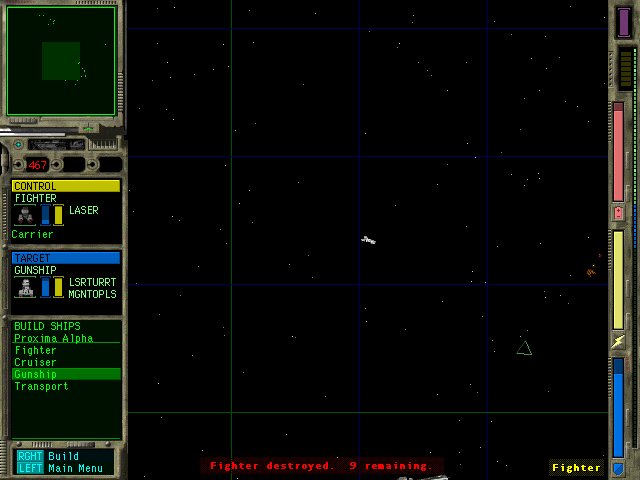 467
CONTROL
FIGHTER
LASER
Carrier
TARGET
GUNSHIP
LSRTURRT
MGNTOPLS
BUILD SHIPS
Proxima Alpha
Fighter
Cruiser
Gunship
Transport
RGHT Build
LEFT Main Menu
Fighter destroyed. 9 remaining.
Fighter